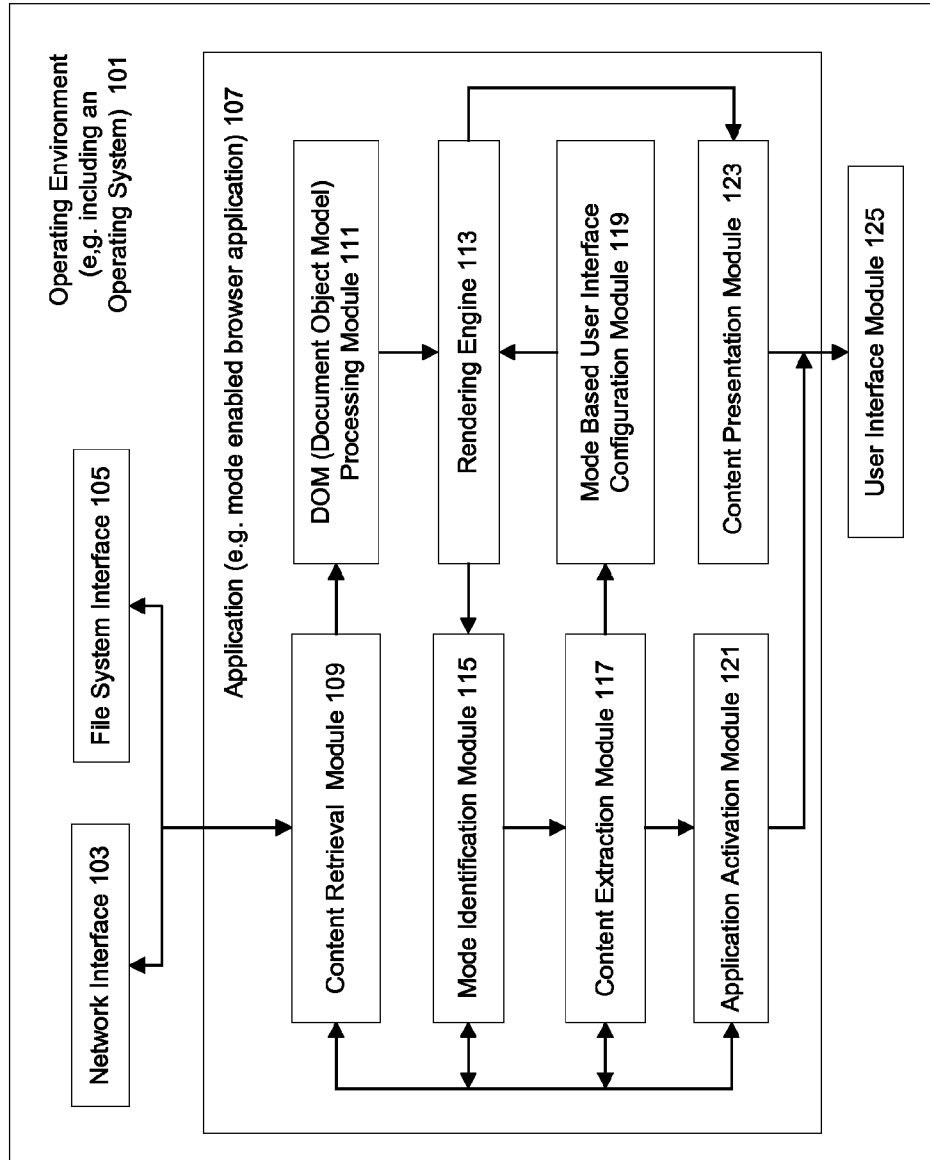 Operating Environment
(e,g. including an
Operating System) 101
Network Interface 103
File System Interface 105
Application (e.g. mode enabled browser application) 107
Content Retrieval Module 109
DOM (Document Object Model)
Processing Module 111
Mode Identification Module 115
Rendering Engine 113
Content Extraction Module 117
Mode Based User Interface
Configuration Module 119
Application Activation Module 121
Content Presentation Module 123
User Interface Module 125